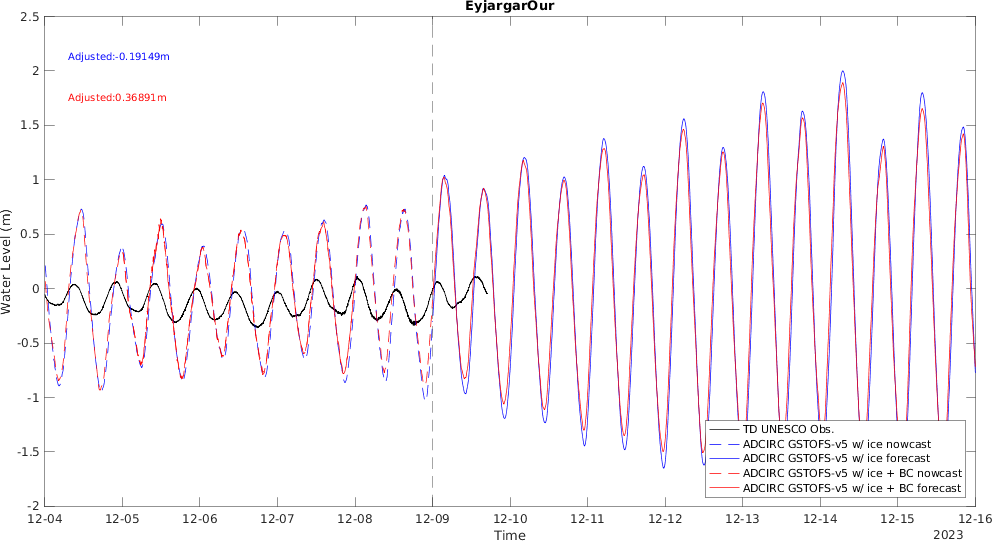 EyjargarOur
Adjusted:-0.19149m
Adjusted:0.36891m
Water Level (m)
2.5
2
1.5
1
0.5
0
-0.5
-1
-1.5
-2
TD UNESCO Obs.
ADCIRC GSTOFS-v5 w/ ice nowcast
ADCIRC GSTOFS-v5 w/ ice forecast
ADCIRC GSTOFS-v5 w/ ice + BC nowcast
ADCIRC GSTOFS-v5 w/ ice + BC forecast
12-04 12-05 12-06 12-07 12-08 12-09 12-10 12-11 12-12 12-13 12-14 12-15 12-16
Time
2023